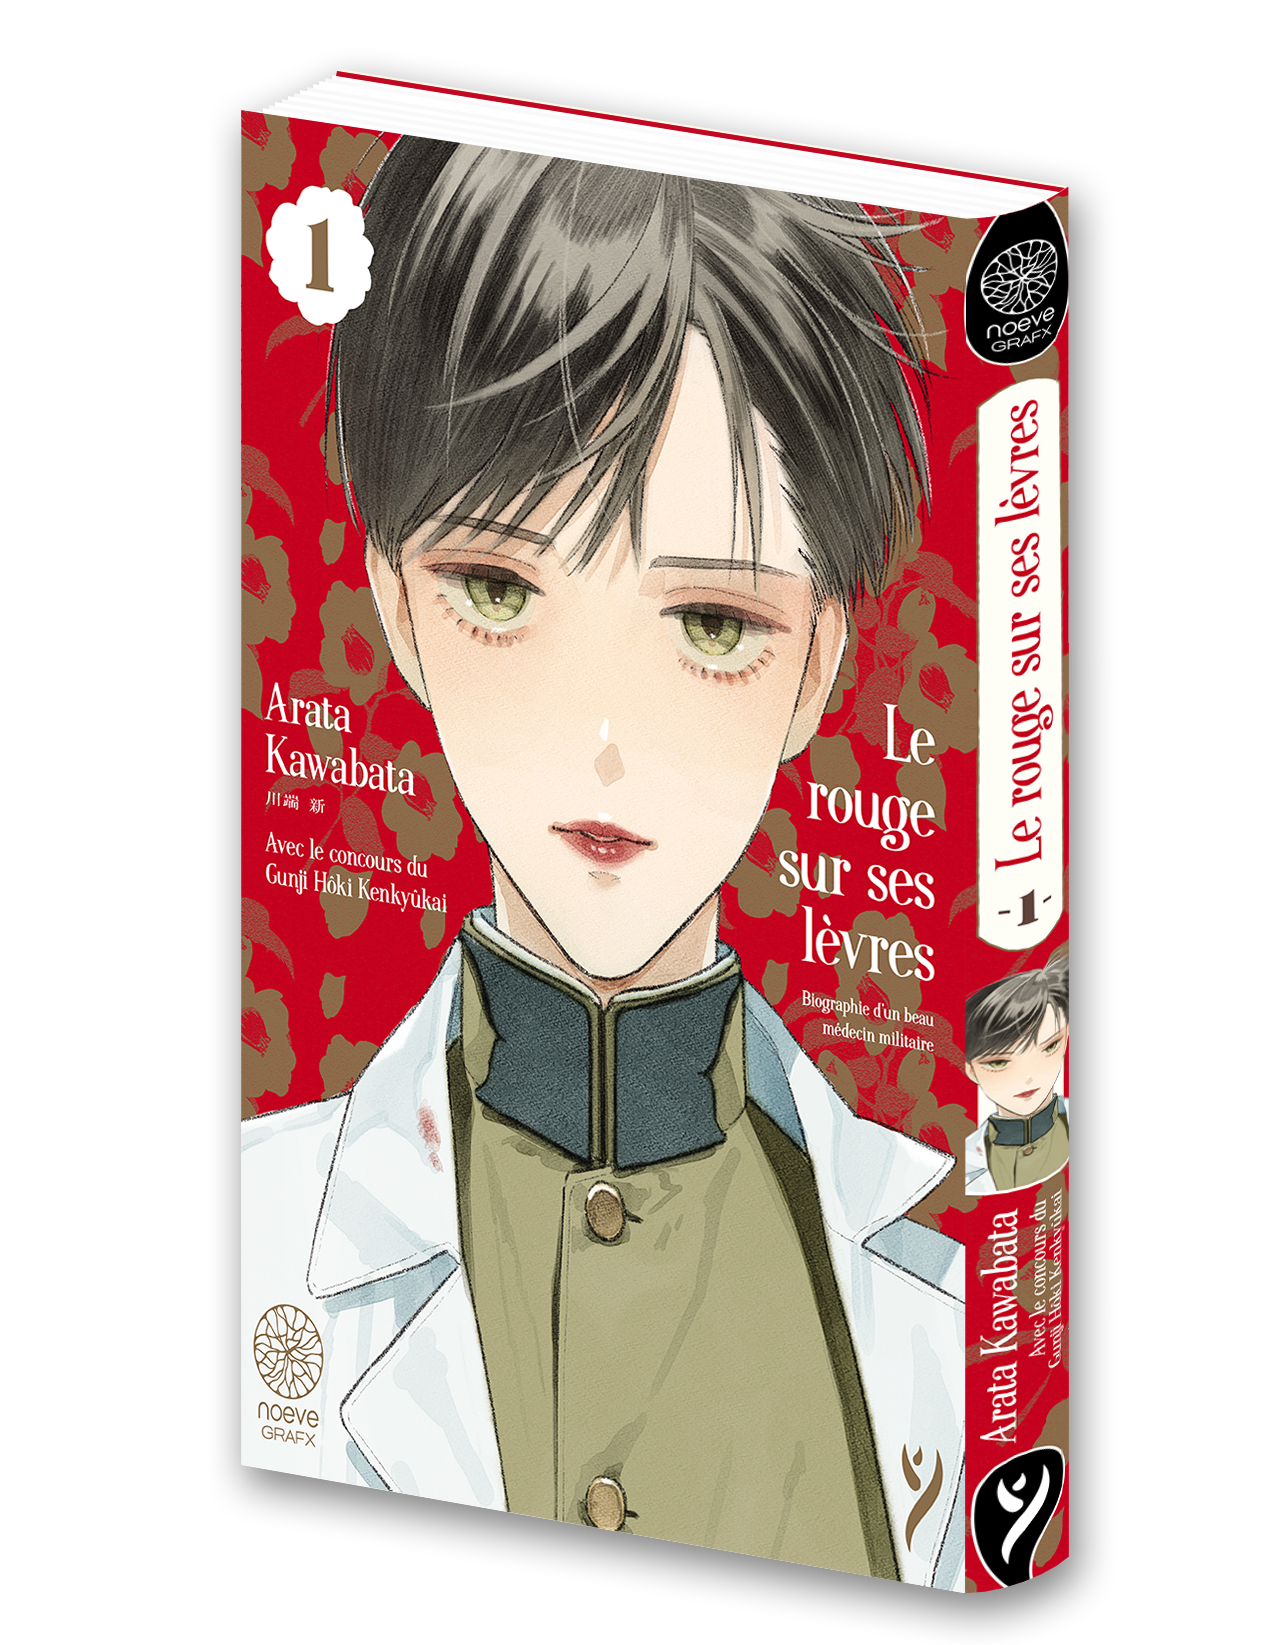 1
Arata
Kawabata
川端 新
Avec le concours du
Gunji Hôki Kenkyûkai
Le
rouge
sur ses
lèvres
Biographie d'un beau
médecin militaire
noeve
GRAFX
noeve
GRAFX
Le rouge sur ses lèvres
-1-
Arata Kawabata
Avec le concours du
Gunji Hôki Kenkyûkai